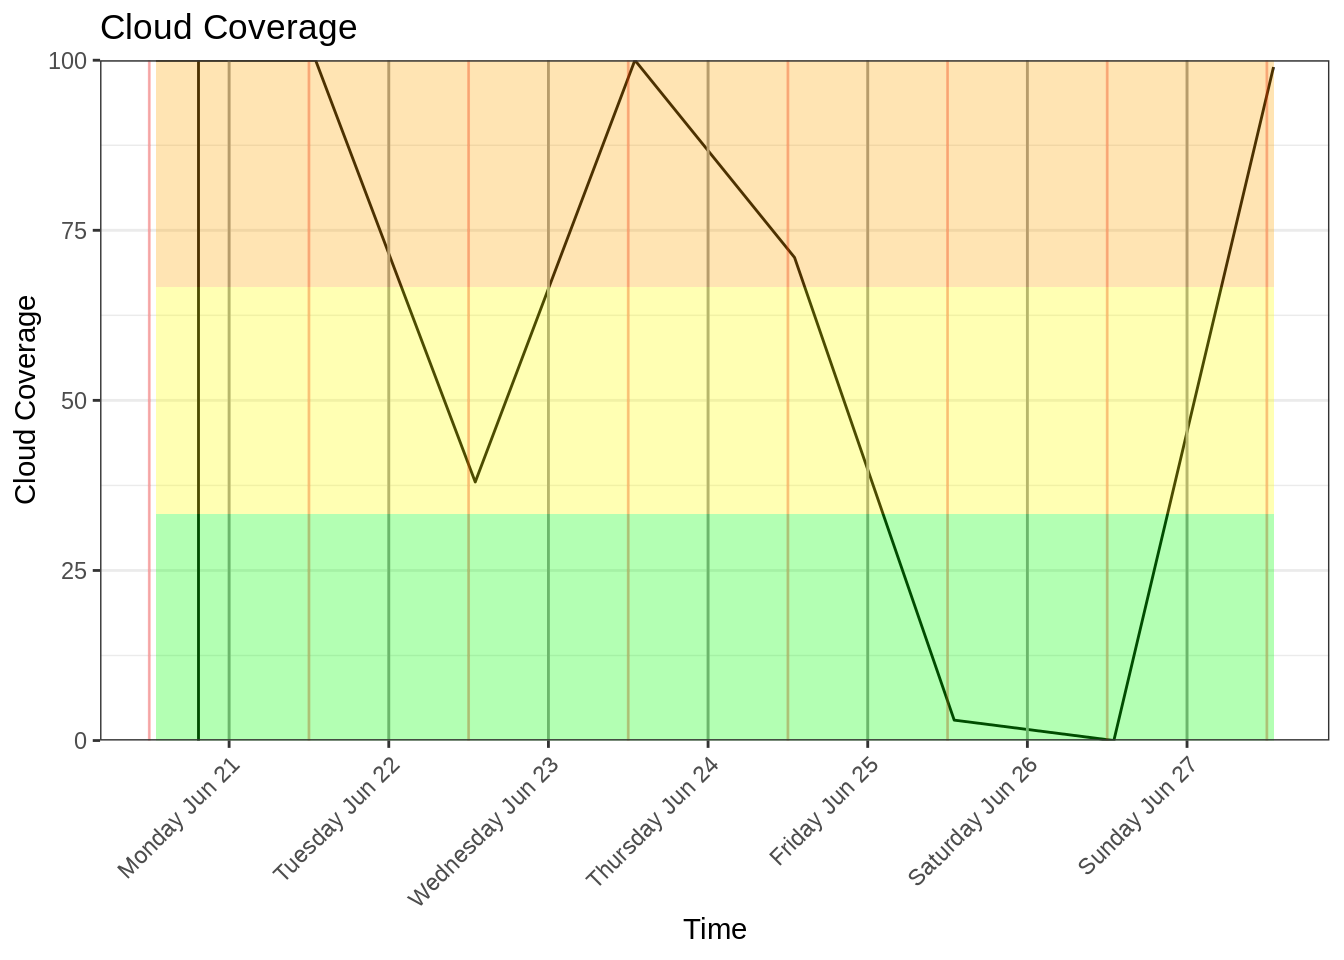 Cloud Coverage
Cloud Coverage
100
75
50
25
0
Monday Jun 21
Tuesday Jun 22
Wednesday Jun 23
Thursday Jun 24
Friday Jun 25
Saturday Jun 26
Sunday Jun 27
Time